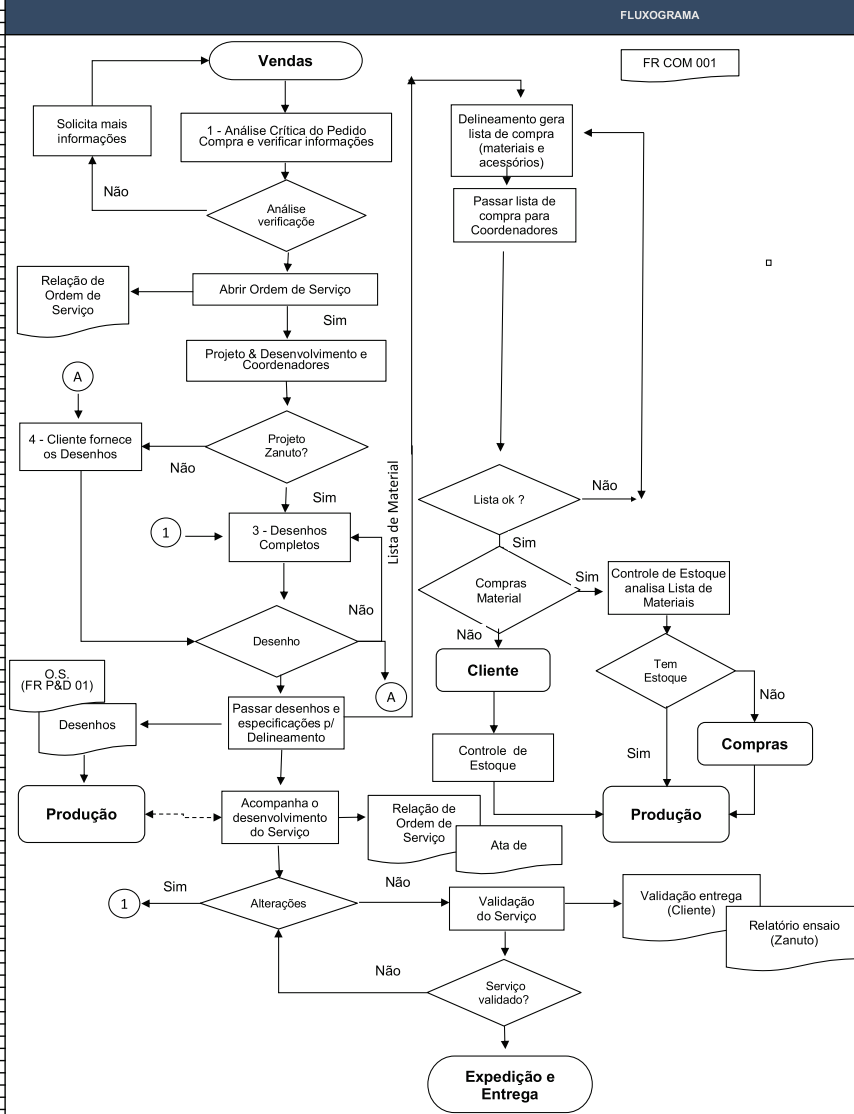 FLUXOGRAMA
Vendas
FR COM 001
Solicita mais
informações
1 - Análise Crítica do Pedido
Compra e verificar informações
Delineamento gera
lista de compra
(materiais e
acessórios)
Não
Análise
verificaçõe
Passar lista de
compra para
Coordenadores
Relação de
Ordem de
Serviço
Abrir Ordem de Serviço
Sim
Projeto & Desenvolvimento e
Coordenadores
A
4 - Cliente fornece
os Desenhos
Não
Projeto
Zanuto?
Sim
Lista de Material
Lista ok ?
Não
Sim
1
3 - Desenhos
Completos
Compras
Material
Sim
Controle de Estoque
analisa Lista de
Materiais
Não
Desenho
Não
Cliente
Tem
Estoque
Não
A
O.S.
(FR P&D 01)
Desenhos
Passar desenhos e
especificações p/
Delineamento
Controle de
Estoque
Sim
Compras
Produção
Acompanha o
desenvolvimento
do Serviço
Relação de
Ordem de
Serviço
Ata de
Produção
Sim
1
Alterações
Não
Validação
do Serviço
Validação entrega
(Cliente)
Relatório ensaio
(Zanuto)
Não
Serviço
validado?
Expedição e
Entrega